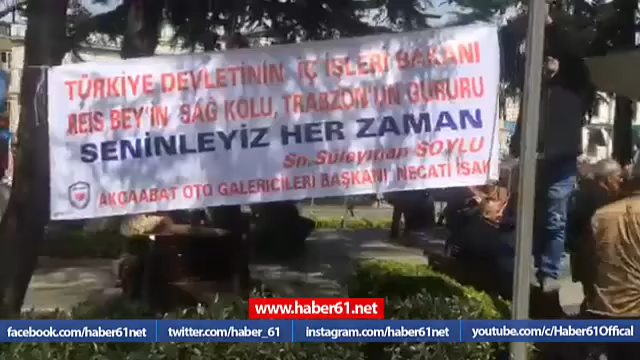 TÜRKİYE DEVLETİNİN İÇ İŞLERİ BAKANI
REİS BEY'İN SAĞ KOLU, TRABZON'UN GURURU
SENİNLEYİZ HER ZAMAN
Sn. Süleyman SOYLU
AKÇAABAT OTO GALERİCİLERİ BAŞKANI, NECATİ İSAK
www.haber61.net
facebook.com/haber61net
twitter.com/haber_61
instagram.com/haber61net
youtube.com/c/Haber61Offical